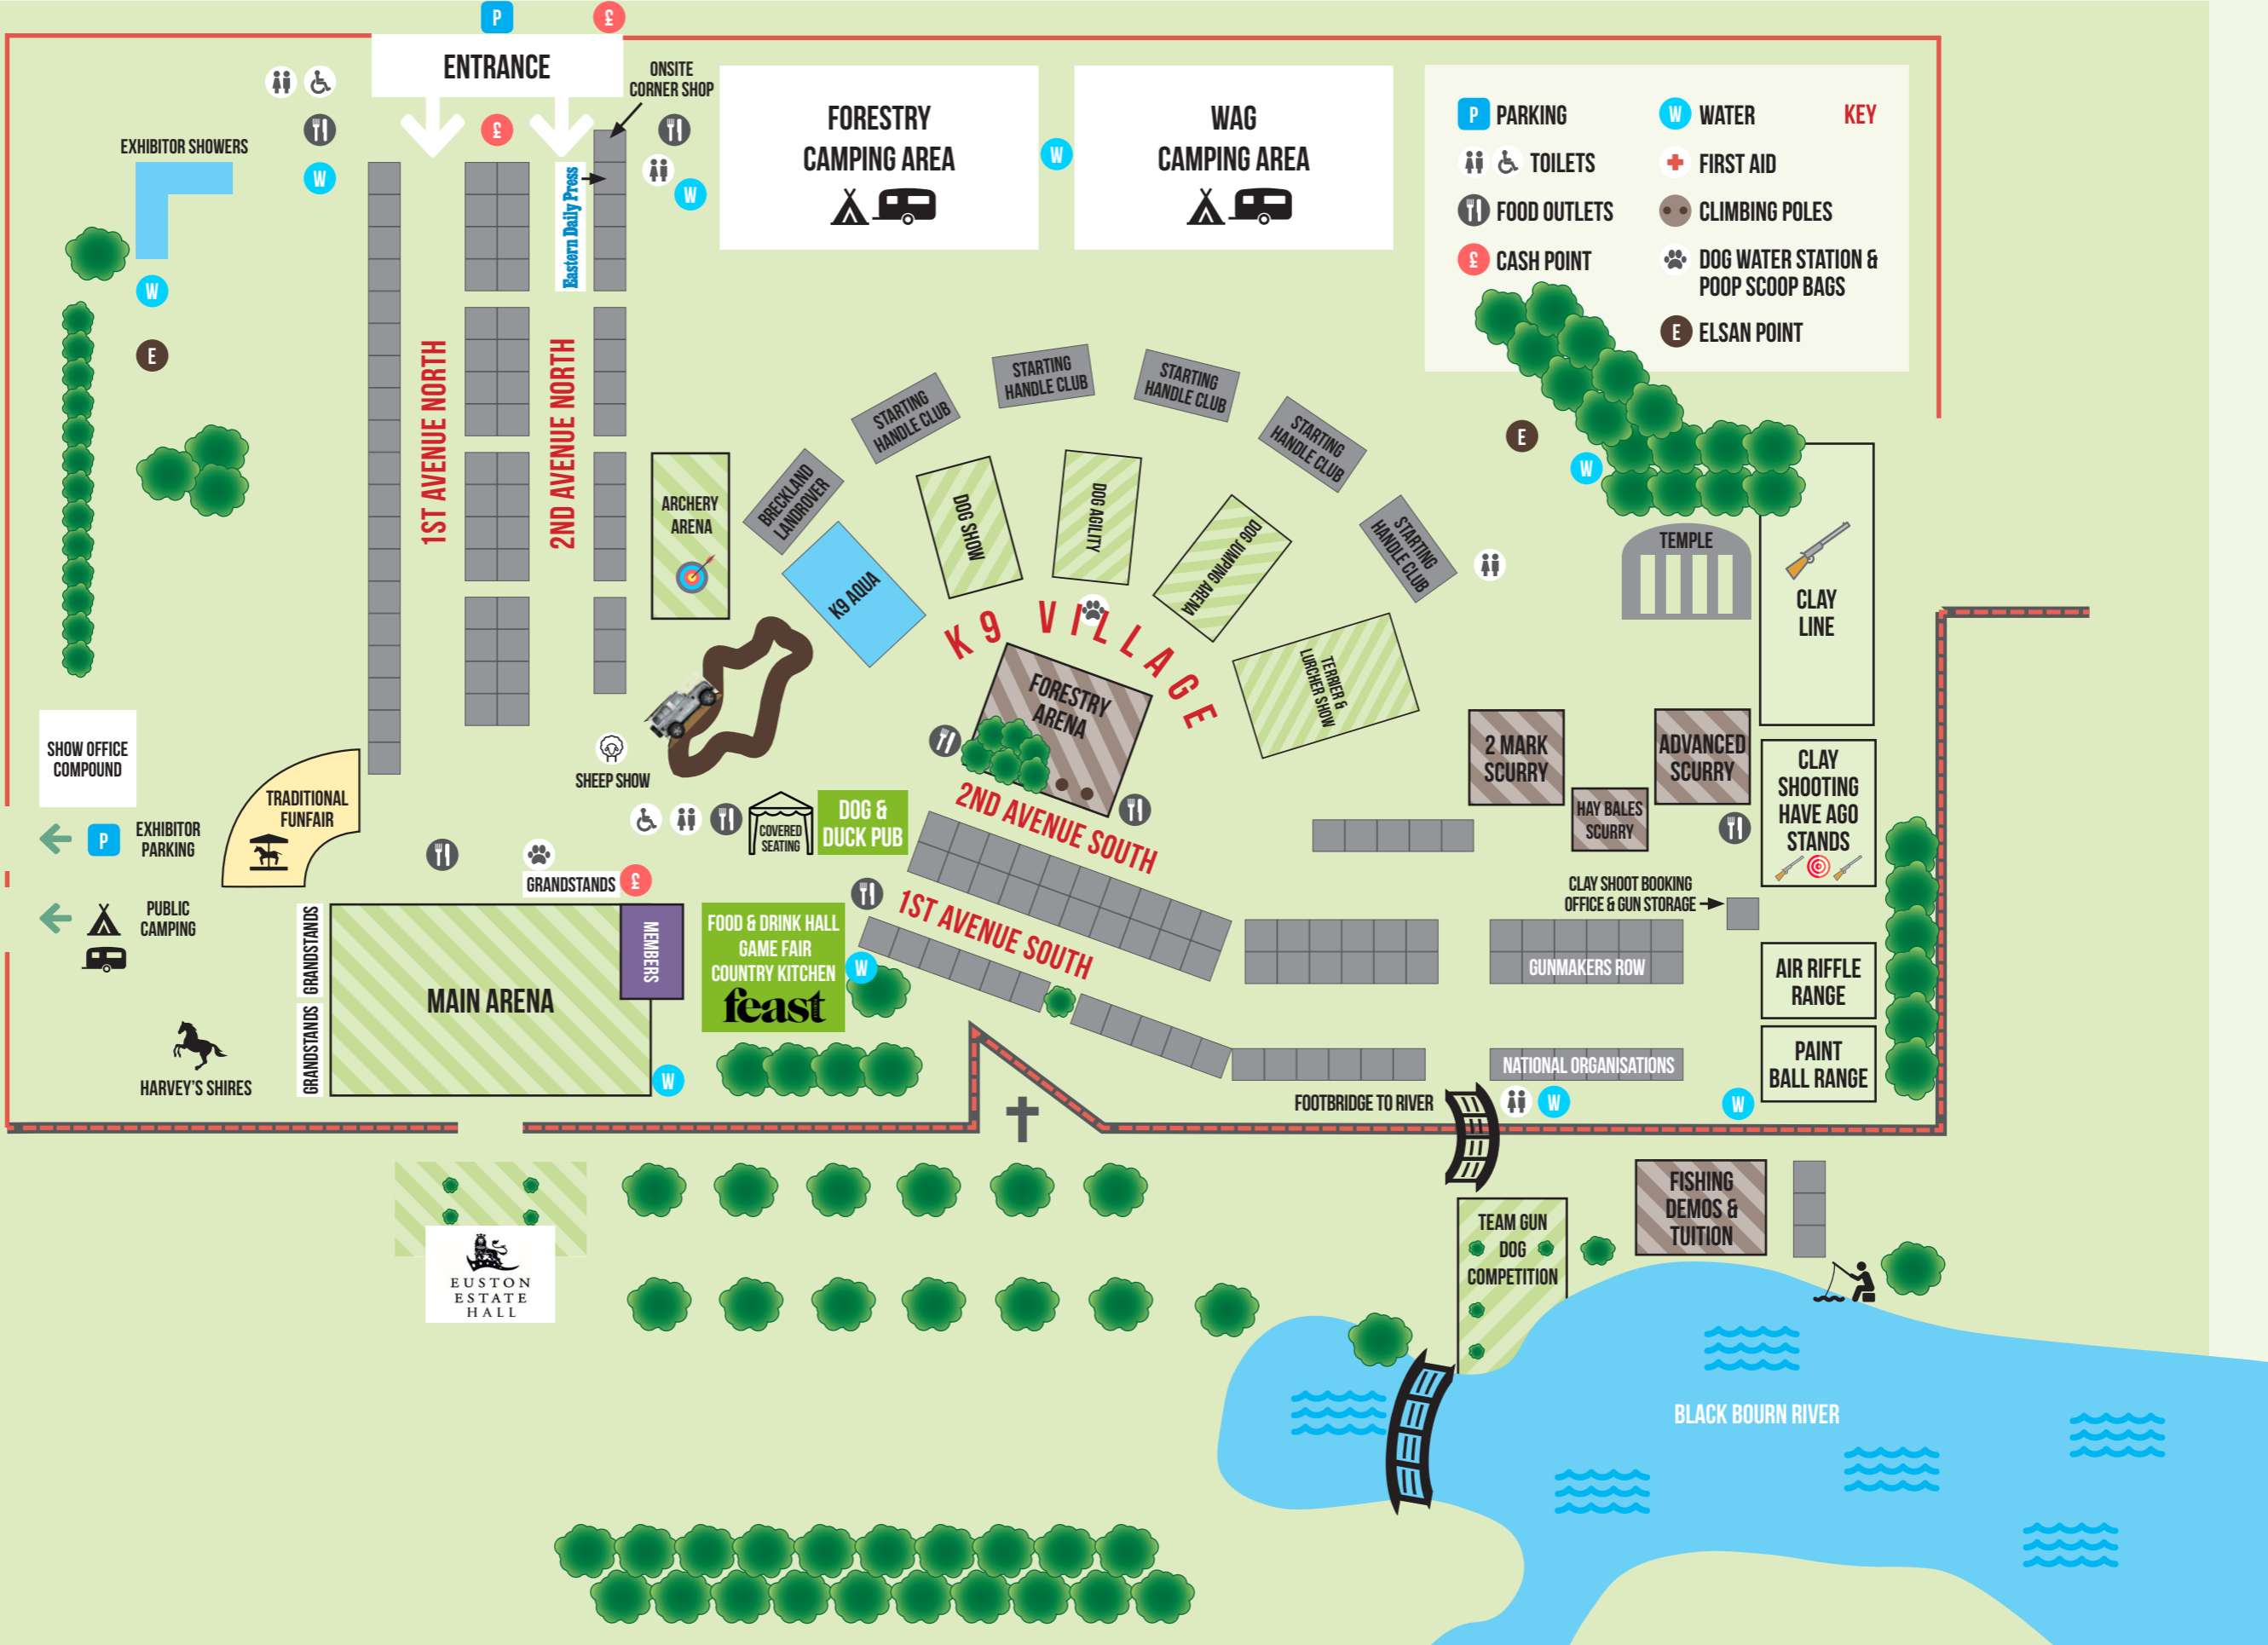 P
£
ENTRANCE
ONSITE
CORNER SHOP
£
EXHIBITOR SHOWERS
W
W
E
Eastern Daily Press
W
1ST AVENUE NORTH
2ND AVENUE NORTH
FORESTRY
CAMPING AREA
W
WAG
CAMPING AREA
KEY
P PARKING
TOILETS
FOOD OUTLETS
£ CASH POINT
W WATER
FIRST AID
CLIMBING POLES
DOG WATER STATION &
POOP SCOOP BAGS
E ELSAN POINT
E
W
STARTING
HANDLE CLUB
STARTING
HANDLE CLUB
STARTING
HANDLE CLUB
STARTING
HANDLE CLUB
STARTING
HANDLE CLUB
BRECKLAND
LANDROVER
ARCHERY
ARENA
K9 AQUA
DOG SHOW
DOG AGILITY
DOG JUMPING ARENA
TERRIER &
LURCHER SHOW
K9 VILLAGE
FORESTRY
ARENA
TEMPLE
CLAY
LINE
2 MARK
SCURRY
ADVANCED
SCURRY
HAY BALES
SCURRY
CLAY
SHOOTING
HAVE AGO
STANDS
SHOW OFFICE
COMPOUND
TRADITIONAL
FUNFAIR
P
EXHIBITOR
PARKING
PUBLIC
CAMPING
HARVEY'S SHIRES
SHEEP SHOW
COVERED
SEATING
DOG &
DUCK PUB
GRANDSTANDS
£
GRANDSTANDS
GRANDSTANDS
MAIN ARENA
MEMBERS
W
FOOD & DRINK HALL
GAME FAIR
COUNTRY KITCHEN
feast
W
2ND AVENUE SOUTH
1ST AVENUE SOUTH
CLAY SHOOT BOOKING
OFFICE & GUN STORAGE
GUNMAKERS ROW
AIR RIFFLE
RANGE
NATIONAL ORGANISATIONS
PAINT
BALL RANGE
FOOTBRIDGE TO RIVER
W
W
EUSTON
ESTATE
HALL
TEAM GUN
DOG
COMPETITION
FISHING
DEMOS &
TUITION
BLACK BOURN RIVER